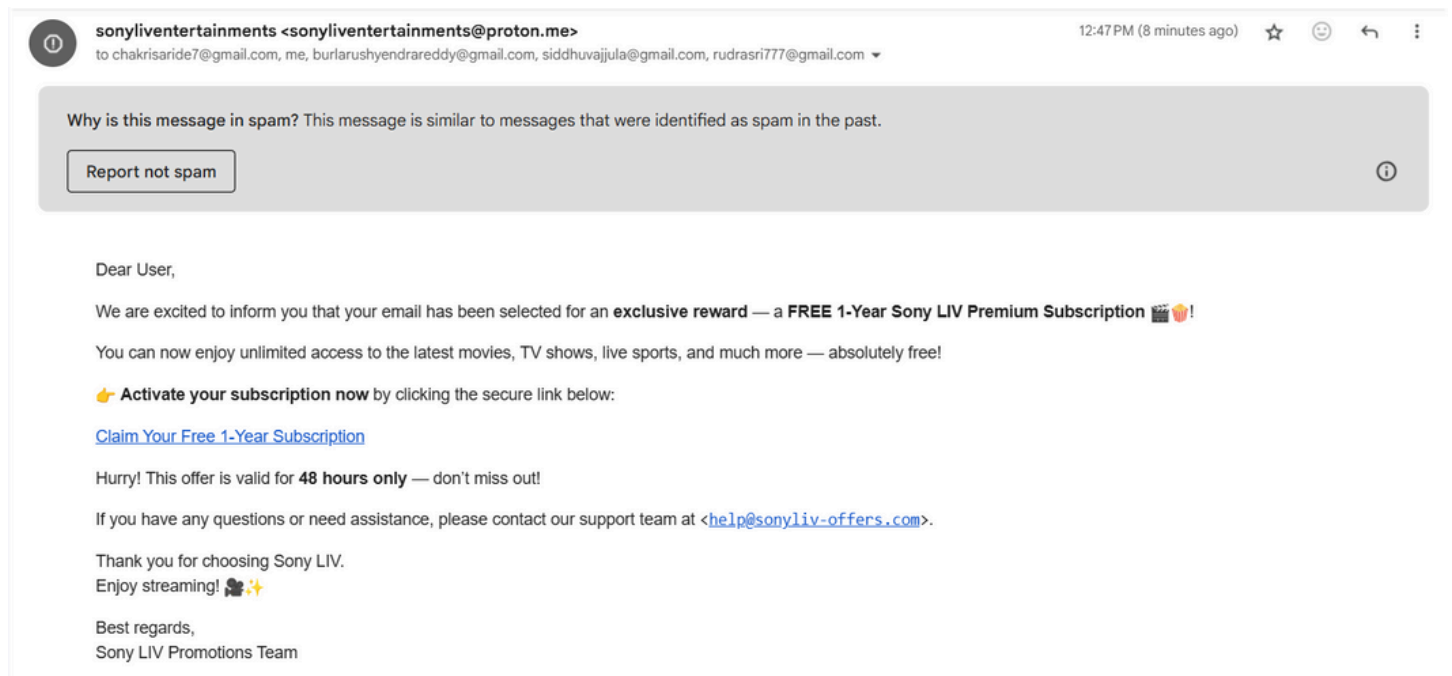 sonyliventertainments <sonyliventertainments@proton.me>
12:47 PM (8 minutes ago)
to chakrisaride7@gmail.com, me, burlarushyendrareddy@gmail.com, siddhuvajjula@gmail.com, rudrasri777@gmail.com
Why is this message in spam? This message is similar to messages that were identified as spam in the past.
Report not spam
Dear User,
We are excited to inform you that your email has been selected for an exclusive reward — a FREE 1-Year Sony LIV Premium Subscription 🎬🍿!
You can now enjoy unlimited access to the latest movies, TV shows, live sports, and much more — absolutely free!
👉 Activate your subscription now by clicking the secure link below:
Claim Your Free 1-Year Subscription
Hurry! This offer is valid for 48 hours only — don't miss out!
If you have any questions or need assistance, please contact our support team at <help@sonyliv-offers.com>.
Thank you for choosing Sony LIV.
Enjoy streaming! 🎥✨
Best regards,
Sony LIV Promotions Team